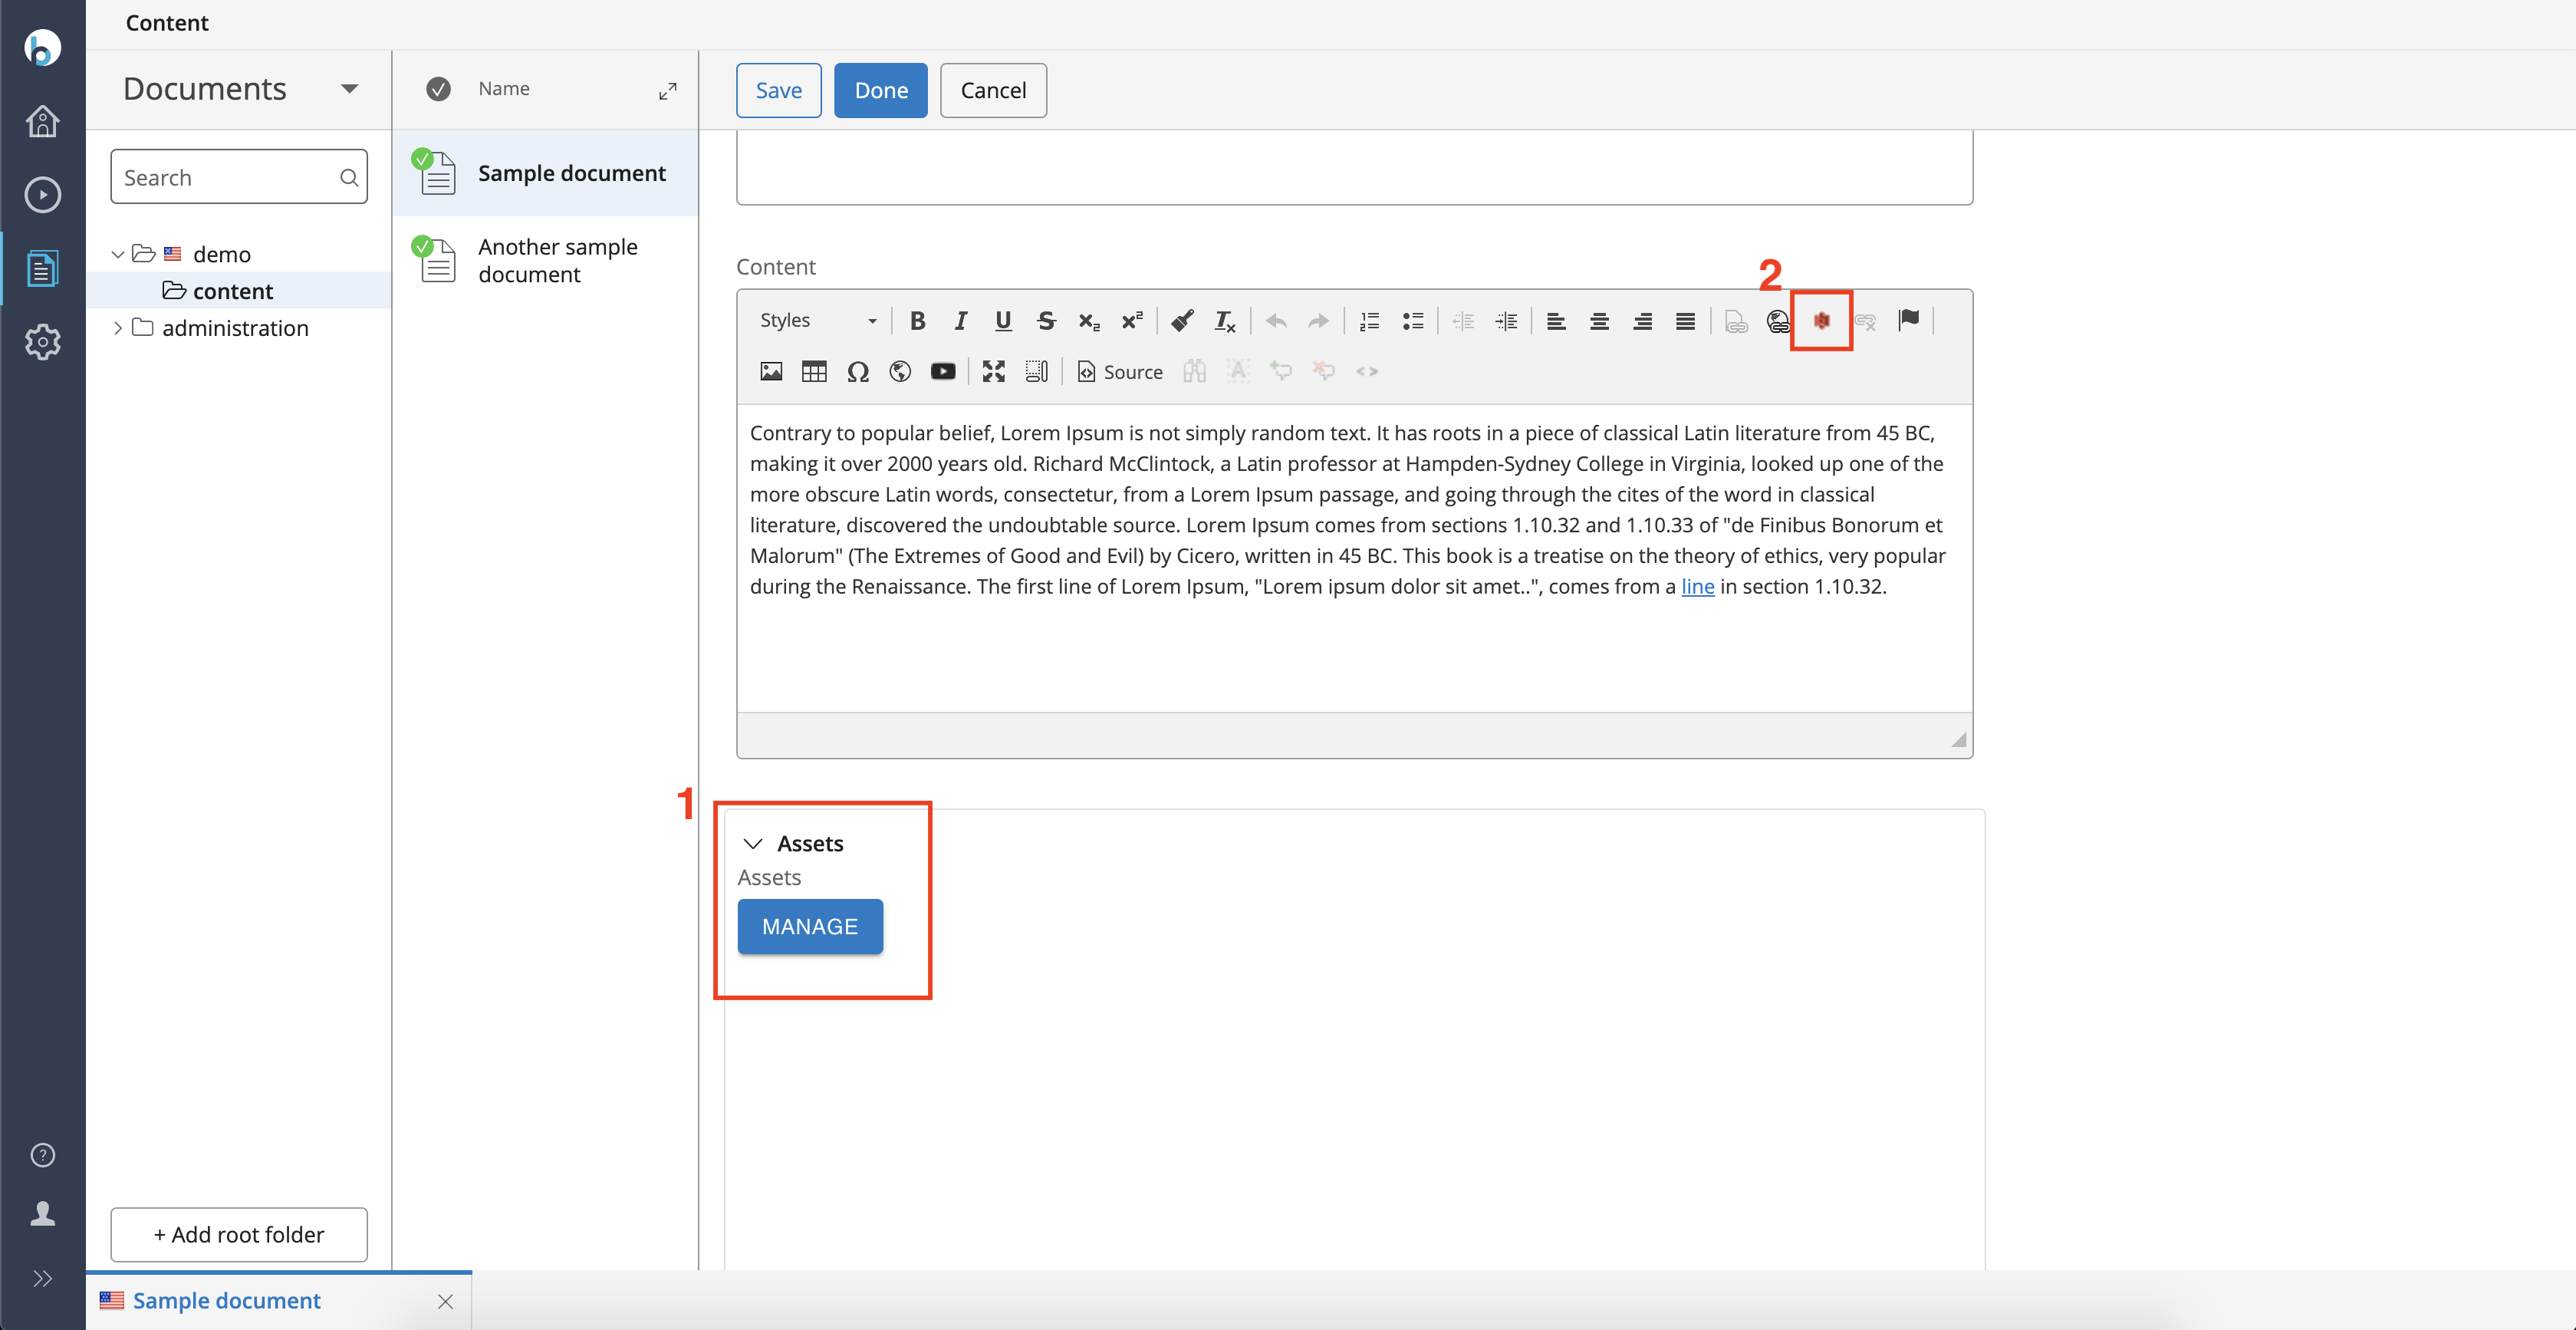 Content
Documents
Name
Save
Done
Cancel
Search
demo
content
administration
+ Add root folder
Sample document
Another sample
document
Content
2
Styles
B I U S x₂ x² Iₓ
Ω
Source
A
Contrary to popular belief, Lorem Ipsum is not simply random text. It has roots in a piece of classical Latin literature from 45 BC,
making it over 2000 years old. Richard McClintock, a Latin professor at Hampden-Sydney College in Virginia, looked up one of the
more obscure Latin words, consectetur, from a Lorem Ipsum passage, and going through the cites of the word in classical
literature, discovered the undoubtable source. Lorem Ipsum comes from sections 1.10.32 and 1.10.33 of "de Finibus Bonorum et
Malorum" (The Extremes of Good and Evil) by Cicero, written in 45 BC. This book is a treatise on the theory of ethics, very popular
during the Renaissance. The first line of Lorem Ipsum, "Lorem ipsum dolor sit amet..", comes from a line in section 1.10.32.
1
Assets
Assets
MANAGE
Sample document